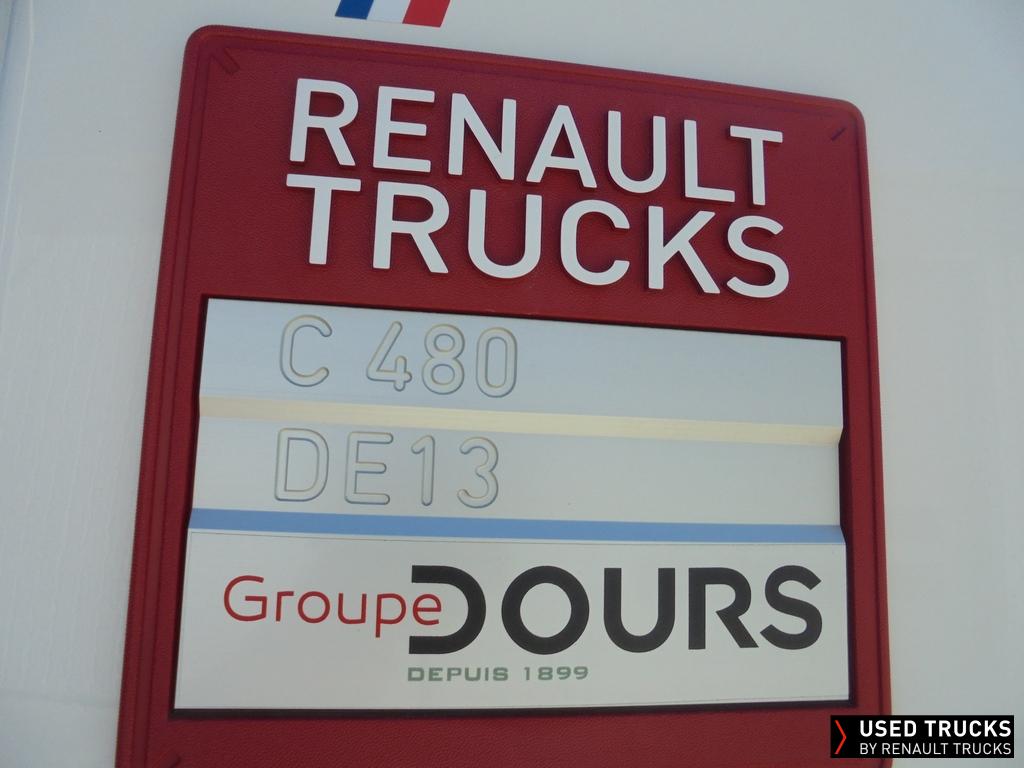 RENAULT
TRUCKS
C 480
DE13
Groupe DOURS
DEPUIS 1899
USED TRUCKS
BY RENAULT TRUCKS